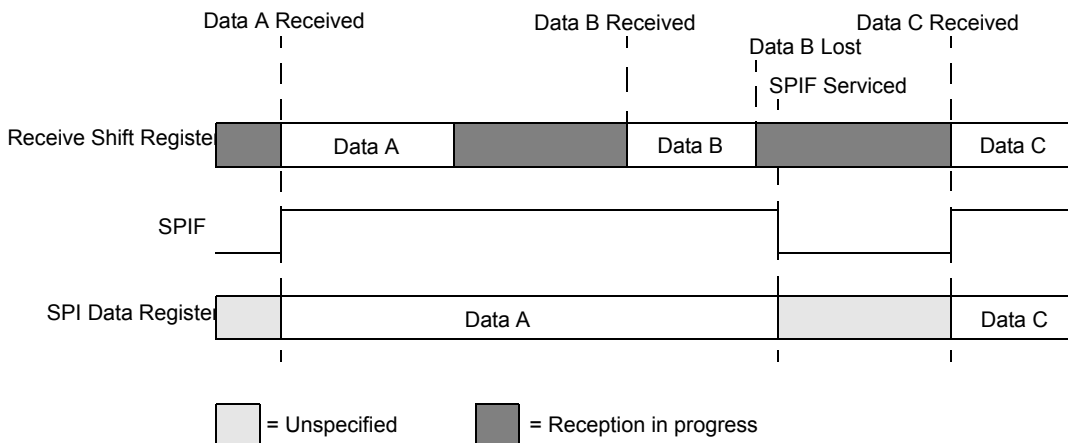 Data A Received
Data B Received
Data C Received
Data B Lost
SPIF Serviced
Receive Shift Register
Data A
Data B
Data C
SPIF
SPI Data Register
Data A
Data C
= Unspecified
= Reception in progress